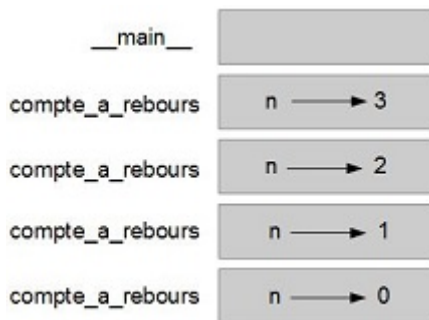 __main__
compte_a_rebours n 3
compte_a_rebours n 2
compte_a_rebours n 1
compte_a_rebours n 0